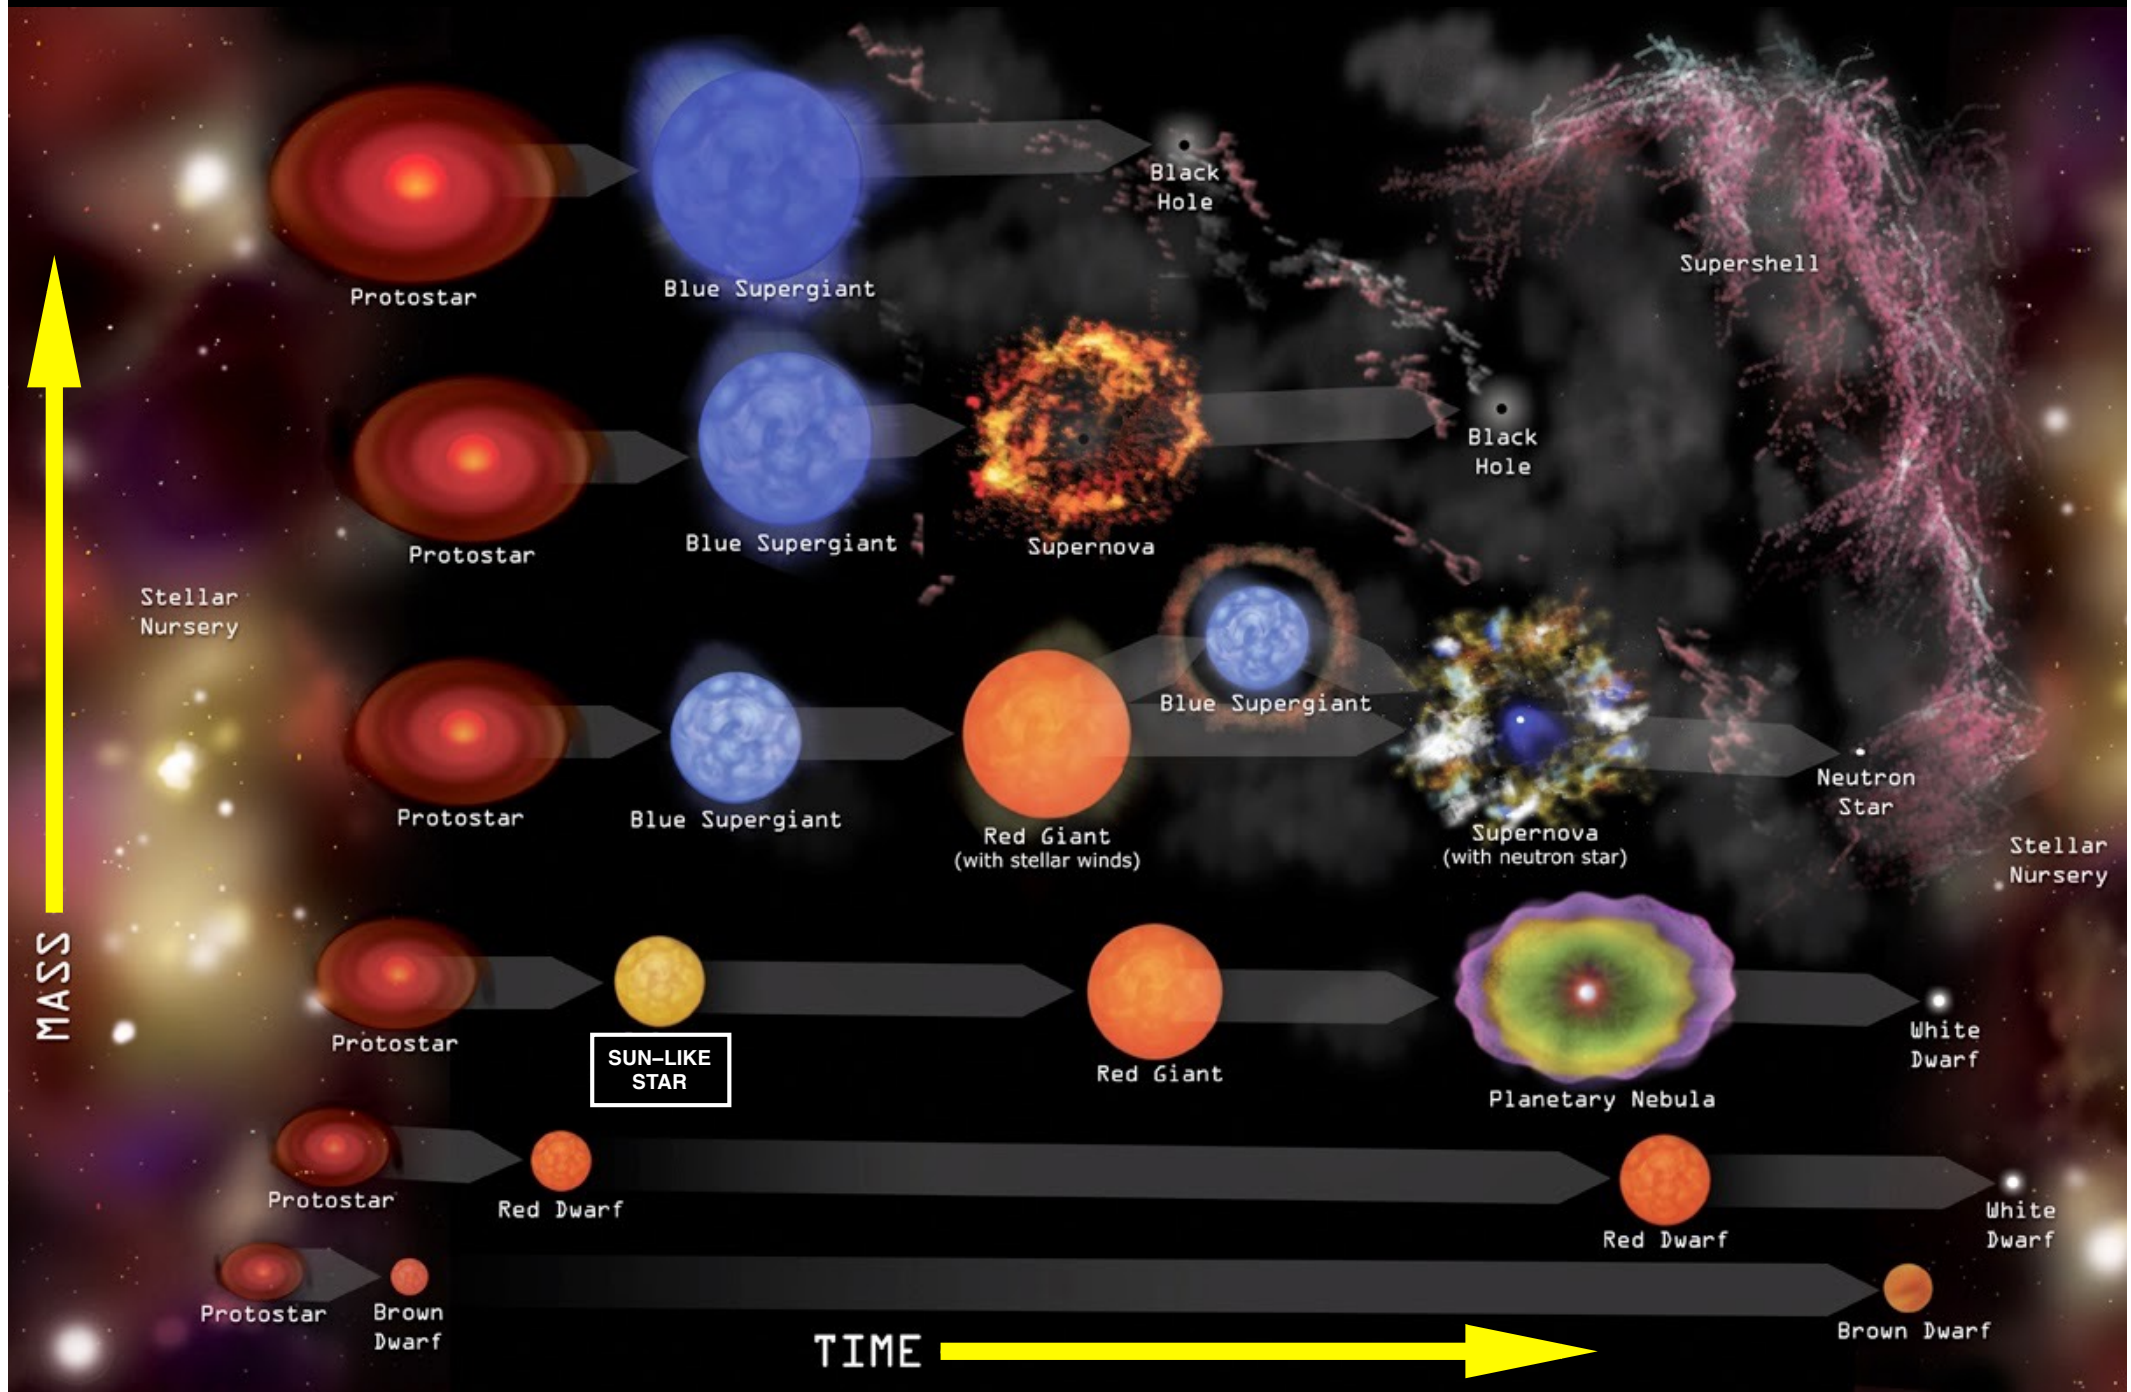 Protostar
Blue Supergiant
Black
Hole
Supershell
Protostar
Blue Supergiant
Supernova
Black
Hole
Stellar
Nursery
Protostar
Blue Supergiant
Red Giant
(with stellar winds)
Blue Supergiant
Supernova
(with neutron star)
Neutron
Star
Stellar
Nursery
MASS
Protostar
SUN–LIKE
STAR
Red Giant
Planetary Nebula
White
Dwarf
Protostar
Red Dwarf
Red Dwarf
White
Dwarf
Protostar
Brown
Dwarf
Brown Dwarf
TIME